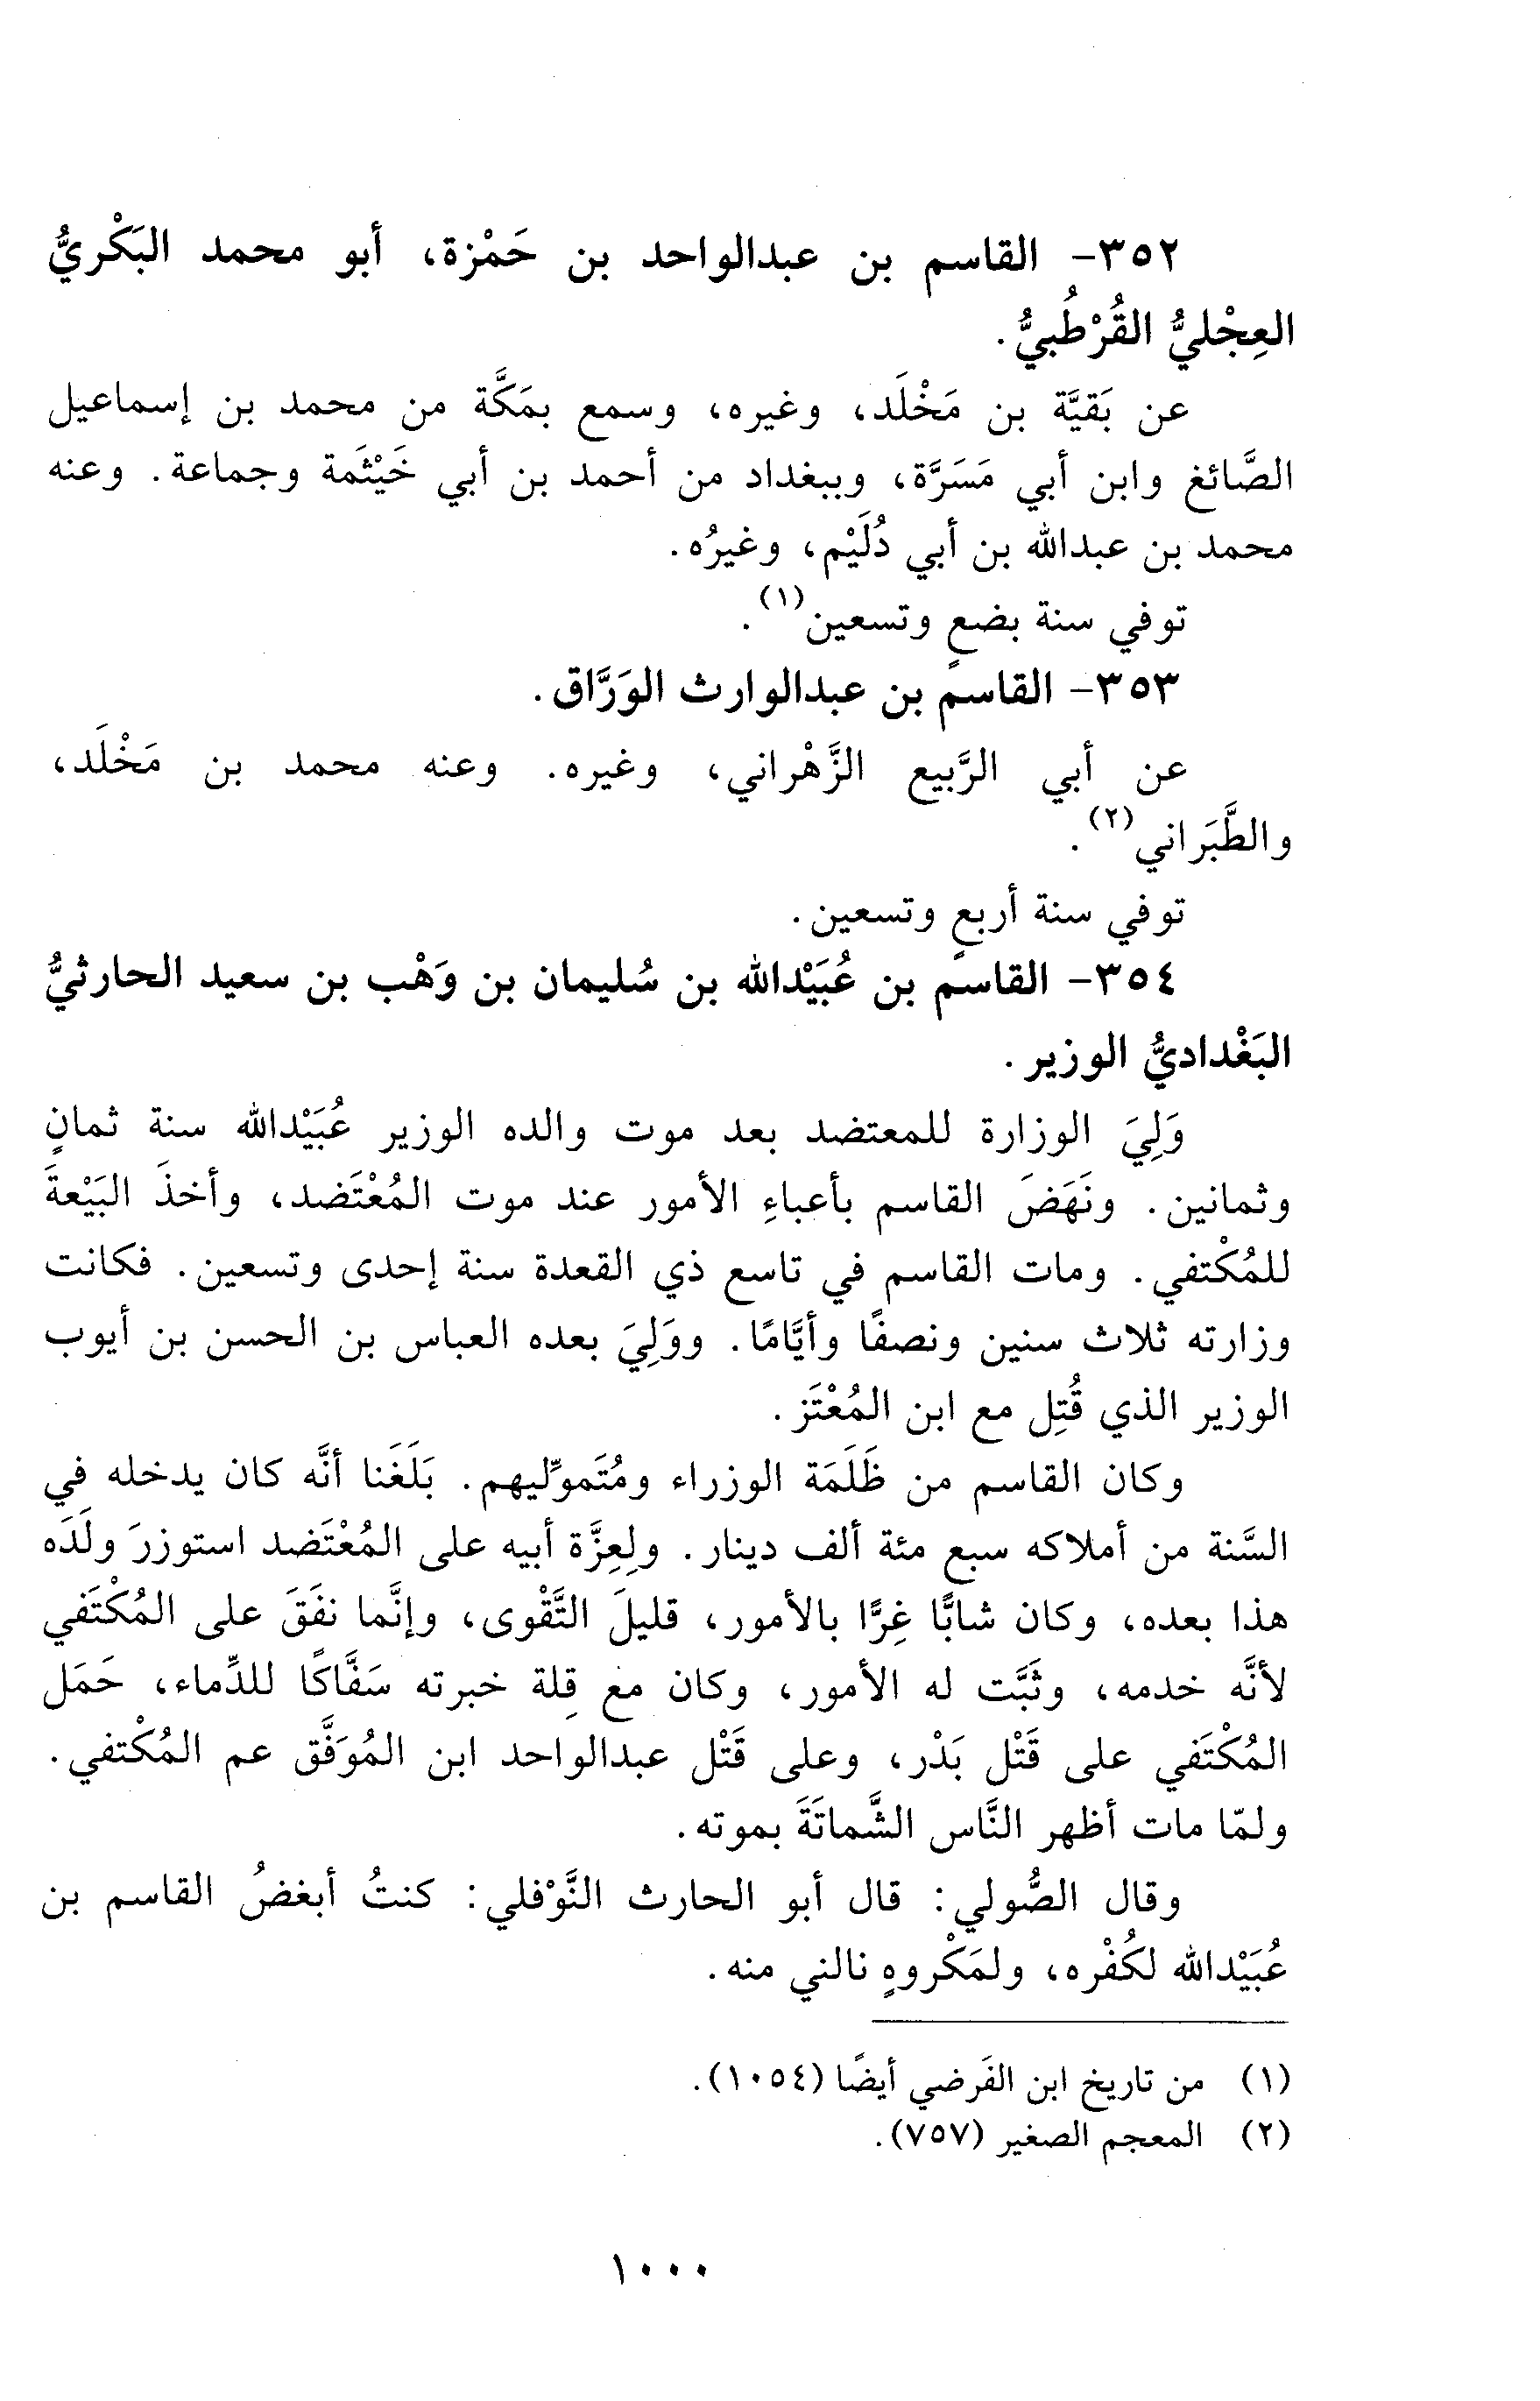 ٣٥٢- القاسم بن عبدالواحد بن حَمْزة، أبو محمد البَكْريُّ
العِجْليُّ القُرْطُبيُّ.
عن بَقيَّة بن مَخْلَد، وغيره، وسمع بمَكَّة من محمد بن إسماعيل
الصَّائغ وابن أبي مَسَرَّة، وببغداد من أحمد بن أبي خَيْثَمة وجماعة. وعنه
محمد بن عبدالله بن أبي دُلَيْم، وغيرُه.
توفي سنة بضعٍ وتسعين(١).
٣٥٣- القاسم بن عبدالوارث الوَرَّاق.
عن أبي الرَّبيع الزَّهْراني، وغيره. وعنه محمد بن مَخْلَد،
والطَّبَراني(٢).
توفي سنة أربعٍ وتسعين.
٣٥٤- القاسم بن عُبَيْدالله بن سُليمان بن وَهْب بن سعيد الحارثيُّ
البَغْداديُّ الوزير.
وَلِيَ الوزارة للمعتضد بعد موت والده الوزير عُبَيْدالله سنة ثمانٍ
وثمانين. ونَهَضَ القاسم بأعباءِ الأمور عند موت المُعْتَضد، وأخذَ البَيْعةَ
للمُكْتفي. ومات القاسم في تاسع ذي القعدة سنة إحدى وتسعين. فكانت
وزارته ثلاث سنين ونصفًا وأيَّامًا. ووَلِيَ بعده العباس بن الحسن بن أيوب
الوزير الذي قُتِل مع ابن المُعْتَز.
وكان القاسم من ظَلَمَة الوزراء ومُتَموِّليهم. بَلَغَنا أنَّه كان يدخله في
السَّنة من أملاكه سبع مئة ألف دينار. ولِعِزَّة أبيه على المُعْتَضد استوزرَ ولَدَه
هذا بعده، وكان شابًّا غِرًّا بالأمور، قليلَ التَّقْوى، وإنَّما نفَقَ على المُكْتَفي
لأنَّه خدمه، وثَبَّت له الأمور، وكان مع قِلة خبرته سَفَّاكًا للدِّماء، حَمَل
المُكْتَفي على قَتْل بَدْر، وعلى قَتْل عبدالواحد ابن المُوَفَّق عم المُكْتفي.
ولمّا مات أظهر النَّاس الشَّماتَةَ بموته.
وقال الصُّولي: قال أبو الحارث النَّوْفلي: كنتُ أبغضُ القاسم بن
عُبَيْدالله لكُفْره، ولمَكْروهٍ نالني منه.
(١) من تاريخ ابن الفَرضي أيضًا (١٠٥٤).
(٢) المعجم الصغير (٧٥٧).
١٠٠٠